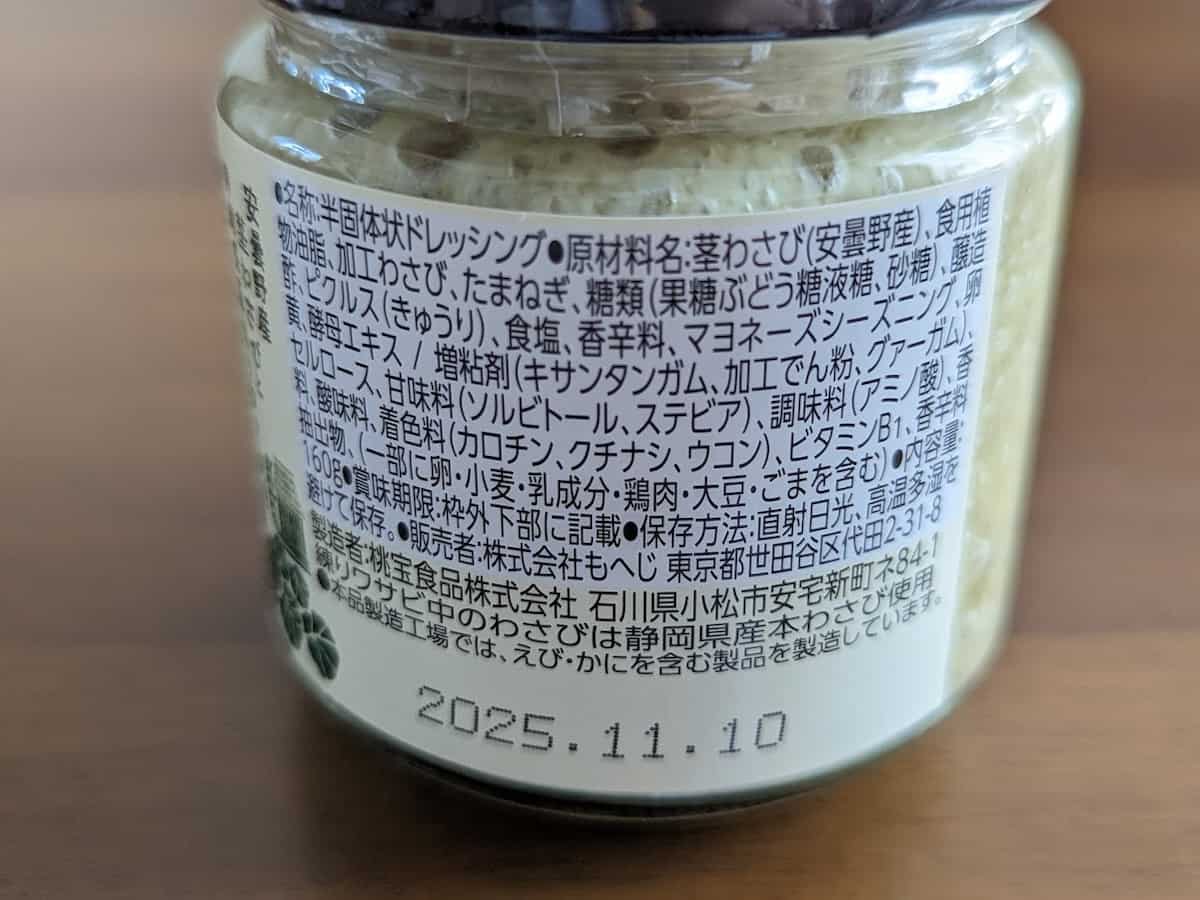 安曇野産
●名称:半固体状ドレッシング●原材料名:茎わさび(安曇野産)、食用植
物油脂、加工わさび、たまねぎ、糖類(果糖ぶどう糖液糖、砂糖)、醸造
酢、ピクルス(きゅうり)、食塩、香辛料、マヨネーズシーズニング、卵
黄、酵母エキス / 増粘剤(キサンタンガム、加工でん粉、グァーガム)、
セルロース、甘味料(ソルビトール、ステビア)、調味料(アミノ酸)、香
料、酸味料、着色料(カロチン、クチナシ、ウコン)、ビタミンB1、香辛料
抽出物、(一部に卵・小麦・乳成分・鶏肉・大豆・ごまを含む)●内容量:
160g●賞味期限:枠外下部に記載●保存方法:直射日光、高温多湿を
避けて保存。●販売者:株式会社もへじ 東京都世田谷区代田2-31-8
製造者:桃宝食品株式会社 石川県小松市安宅新町ネ84-1
練りワサビ中のわさびは静岡県産本わさび使用
●本品製造工場では、えび・かにを含む製品を製造しています。
2025.11.10